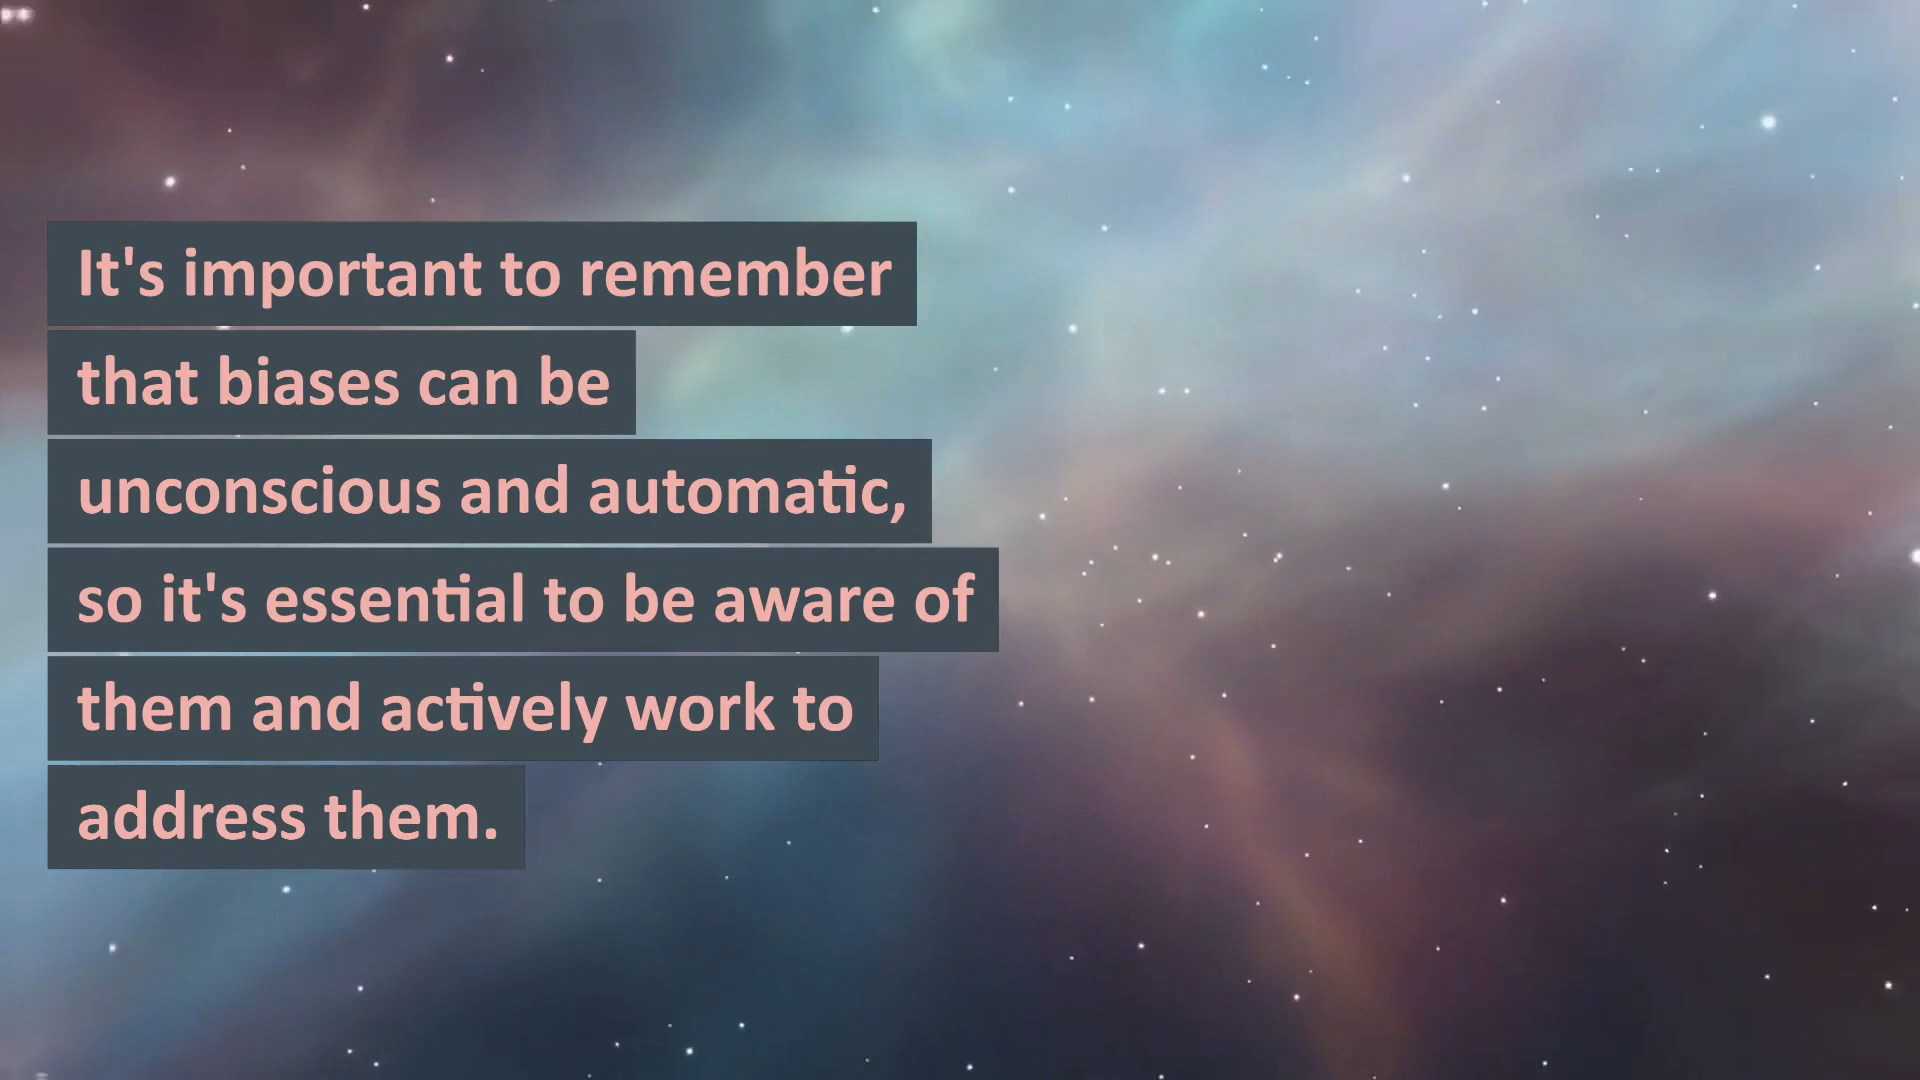 It's important to remember
that biases can be
unconscious and automatic,
so it's essential to be aware of
them and actively work to
address them.